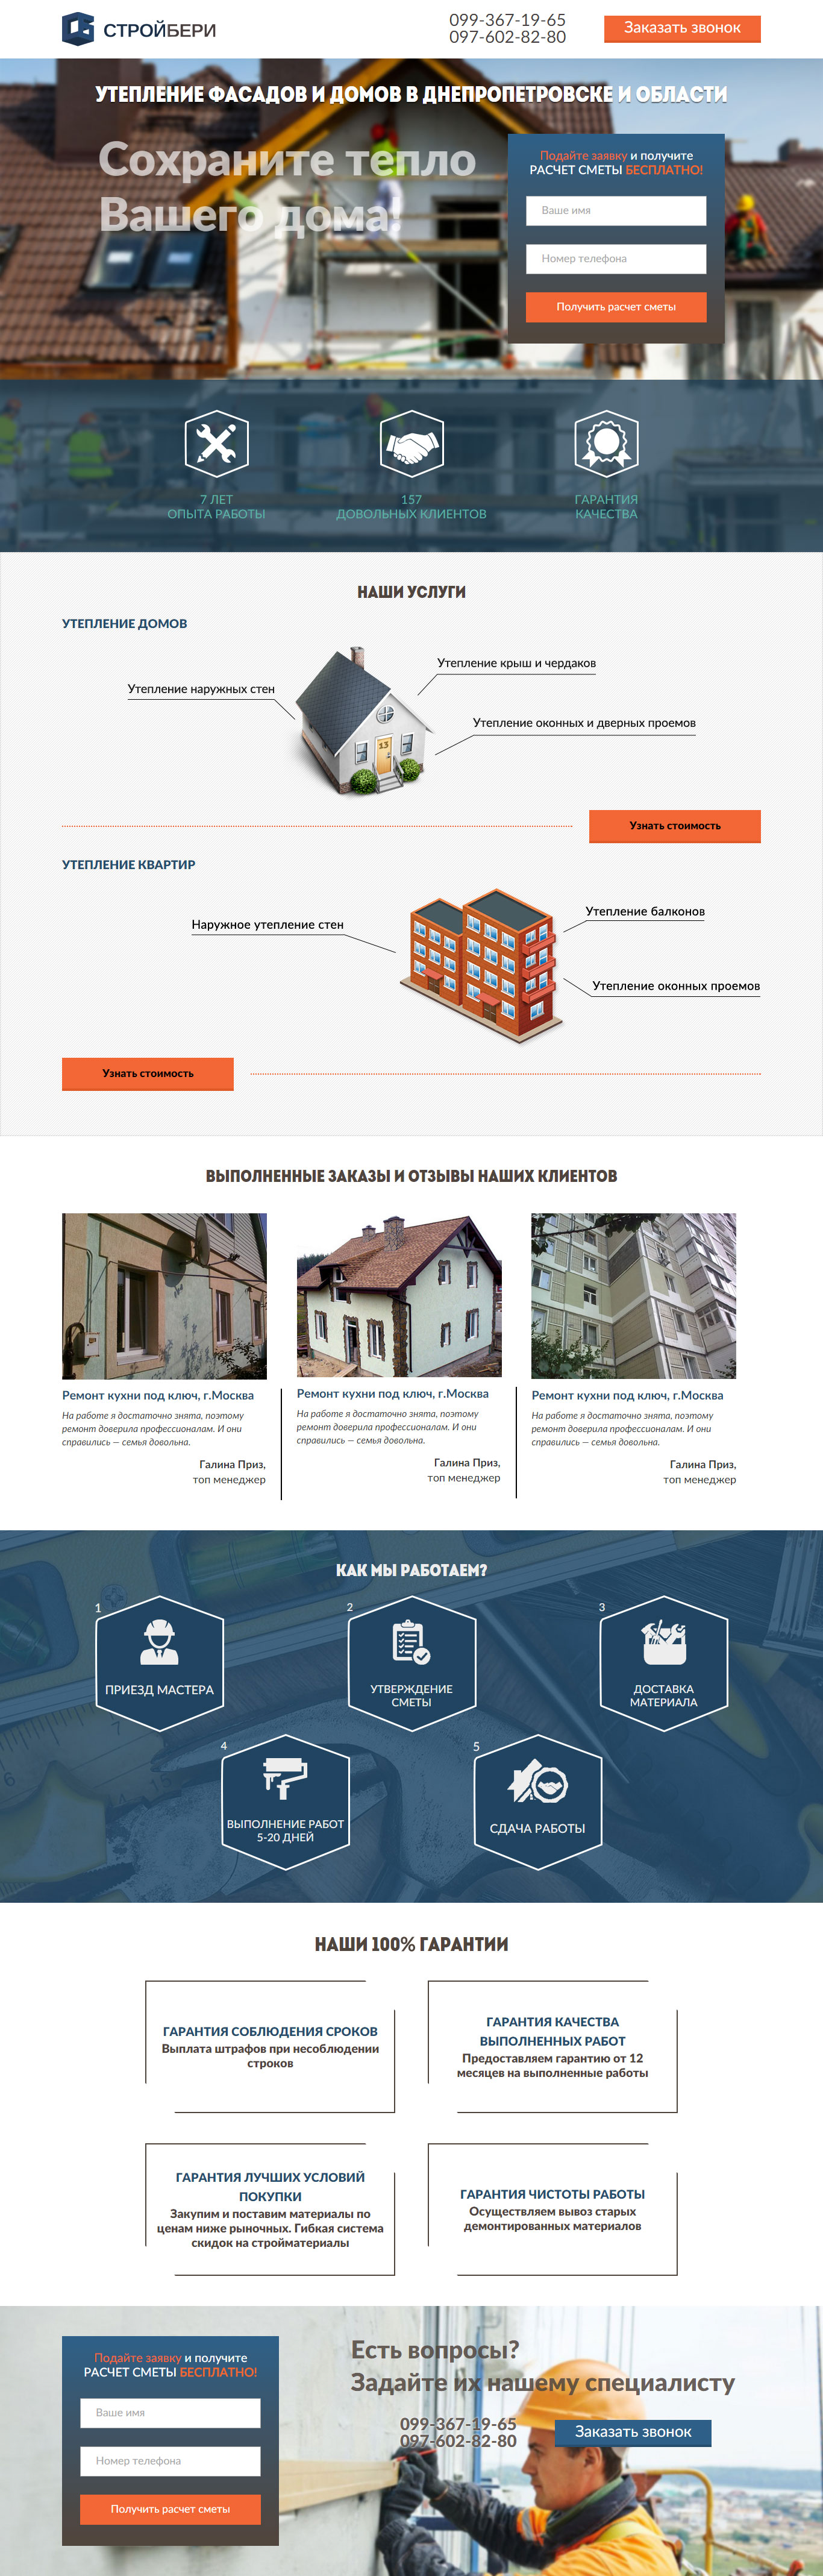 СТРОЙБЕРИ
099-367-19-65
097-602-82-80
Заказать звонок
УТЕПЛЕНИЕ ФАСАДОВ И ДОМОВ В ДНЕПРОПЕТРОВСКЕ И ОБЛАСТИ
Сохраните тепло
Вашего дома!
Подайте заявку и получите
РАСЧЕТ СМЕТЫ БЕСПЛАТНО!
Ваше имя
Номер телефона
Получить расчет сметы
7 ЛЕТ
ОПЫТА РАБОТЫ
157
ДОВОЛЬНЫХ КЛИЕНТОВ
ГАРАНТИЯ
КАЧЕСТВА
НАШИ УСЛУГИ
УТЕПЛЕНИЕ ДОМОВ
Утепление крыш и чердаков
Утепление наружных стен
Утепление оконных и дверных проемов
13
Узнать стоимость
УТЕПЛЕНИЕ КВАРТИР
Утепление балконов
Наружное утепление стен
Утепление оконных проемов
Узнать стоимость
ВЫПОЛНЕННЫЕ ЗАКАЗЫ И ОТЗЫВЫ НАШИХ КЛИЕНТОВ
Ремонт кухни под ключ, г.Москва
На работе я достаточно знята, поэтому
ремонт доверила профессионалам. И они
справились — семья довольна.
Галина Приз,
топ менеджер
Ремонт кухни под ключ, г.Москва
На работе я достаточно знята, поэтому
ремонт доверила профессионалам. И они
справились — семья довольна.
Галина Приз,
топ менеджер
Ремонт кухни под ключ, г.Москва
На работе я достаточно знята, поэтому
ремонт доверила профессионалам. И они
справились — семья довольна.
Галина Приз,
топ менеджер
КАК МЫ РАБОТАЕМ?
1
ПРИЕЗД МАСТЕРА
2
УТВЕРЖДЕНИЕ
СМЕТЫ
3
ДОСТАВКА
МАТЕРИАЛА
4
ВЫПОЛНЕНИЕ РАБОТ
5-20 ДНЕЙ
5
СДАЧА РАБОТЫ
НАШИ 100% ГАРАНТИИ
ГАРАНТИЯ СОБЛЮДЕНИЯ СРОКОВ
Выплата штрафов при несоблюдении
строков
ГАРАНТИЯ КАЧЕСТВА
ВЫПОЛНЕННЫХ РАБОТ
Предоставляем гарантию от 12
месяцев на выполненные работы
ГАРАНТИЯ ЛУЧШИХ УСЛОВИЙ
ПОКУПКИ
Закупим и поставим материалы по
ценам ниже рыночных. Гибкая система
скидок на стройматериалы
ГАРАНТИЯ ЧИСТОТЫ РАБОТЫ
Осуществляем вывоз старых
демонтированных материалов
Подайте заявку и получите
РАСЧЕТ СМЕТЫ БЕСПЛАТНО!
Ваше имя
Номер телефона
Получить расчет сметы
Есть вопросы?
Задайте их нашему специалисту
099-367-19-65
097-602-82-80
Заказать звонок